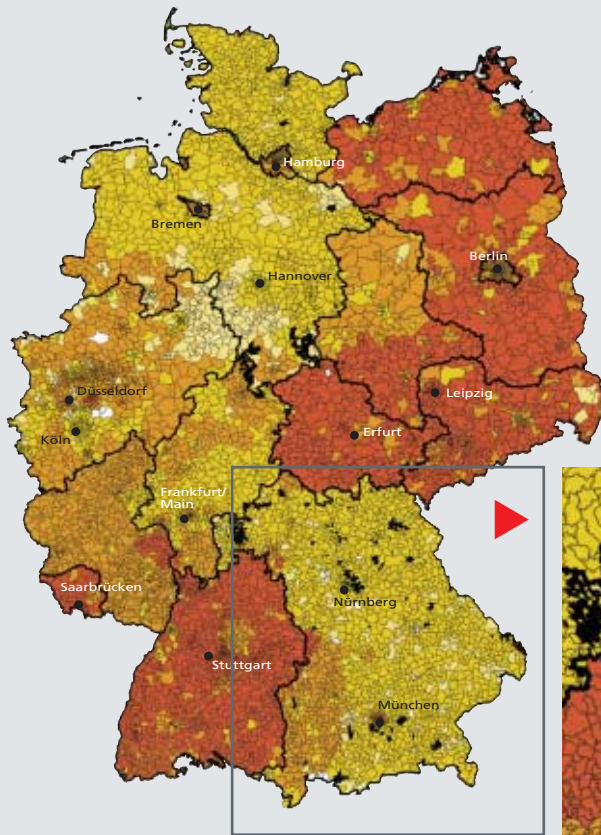 Hamburg
Bremen
Berlin
Hannover
Düsseldorf
Leipzig
Köln
Erfurt
Frankfurt/
Main
Saarbrücken
Nürnberg
Stuttgart
München